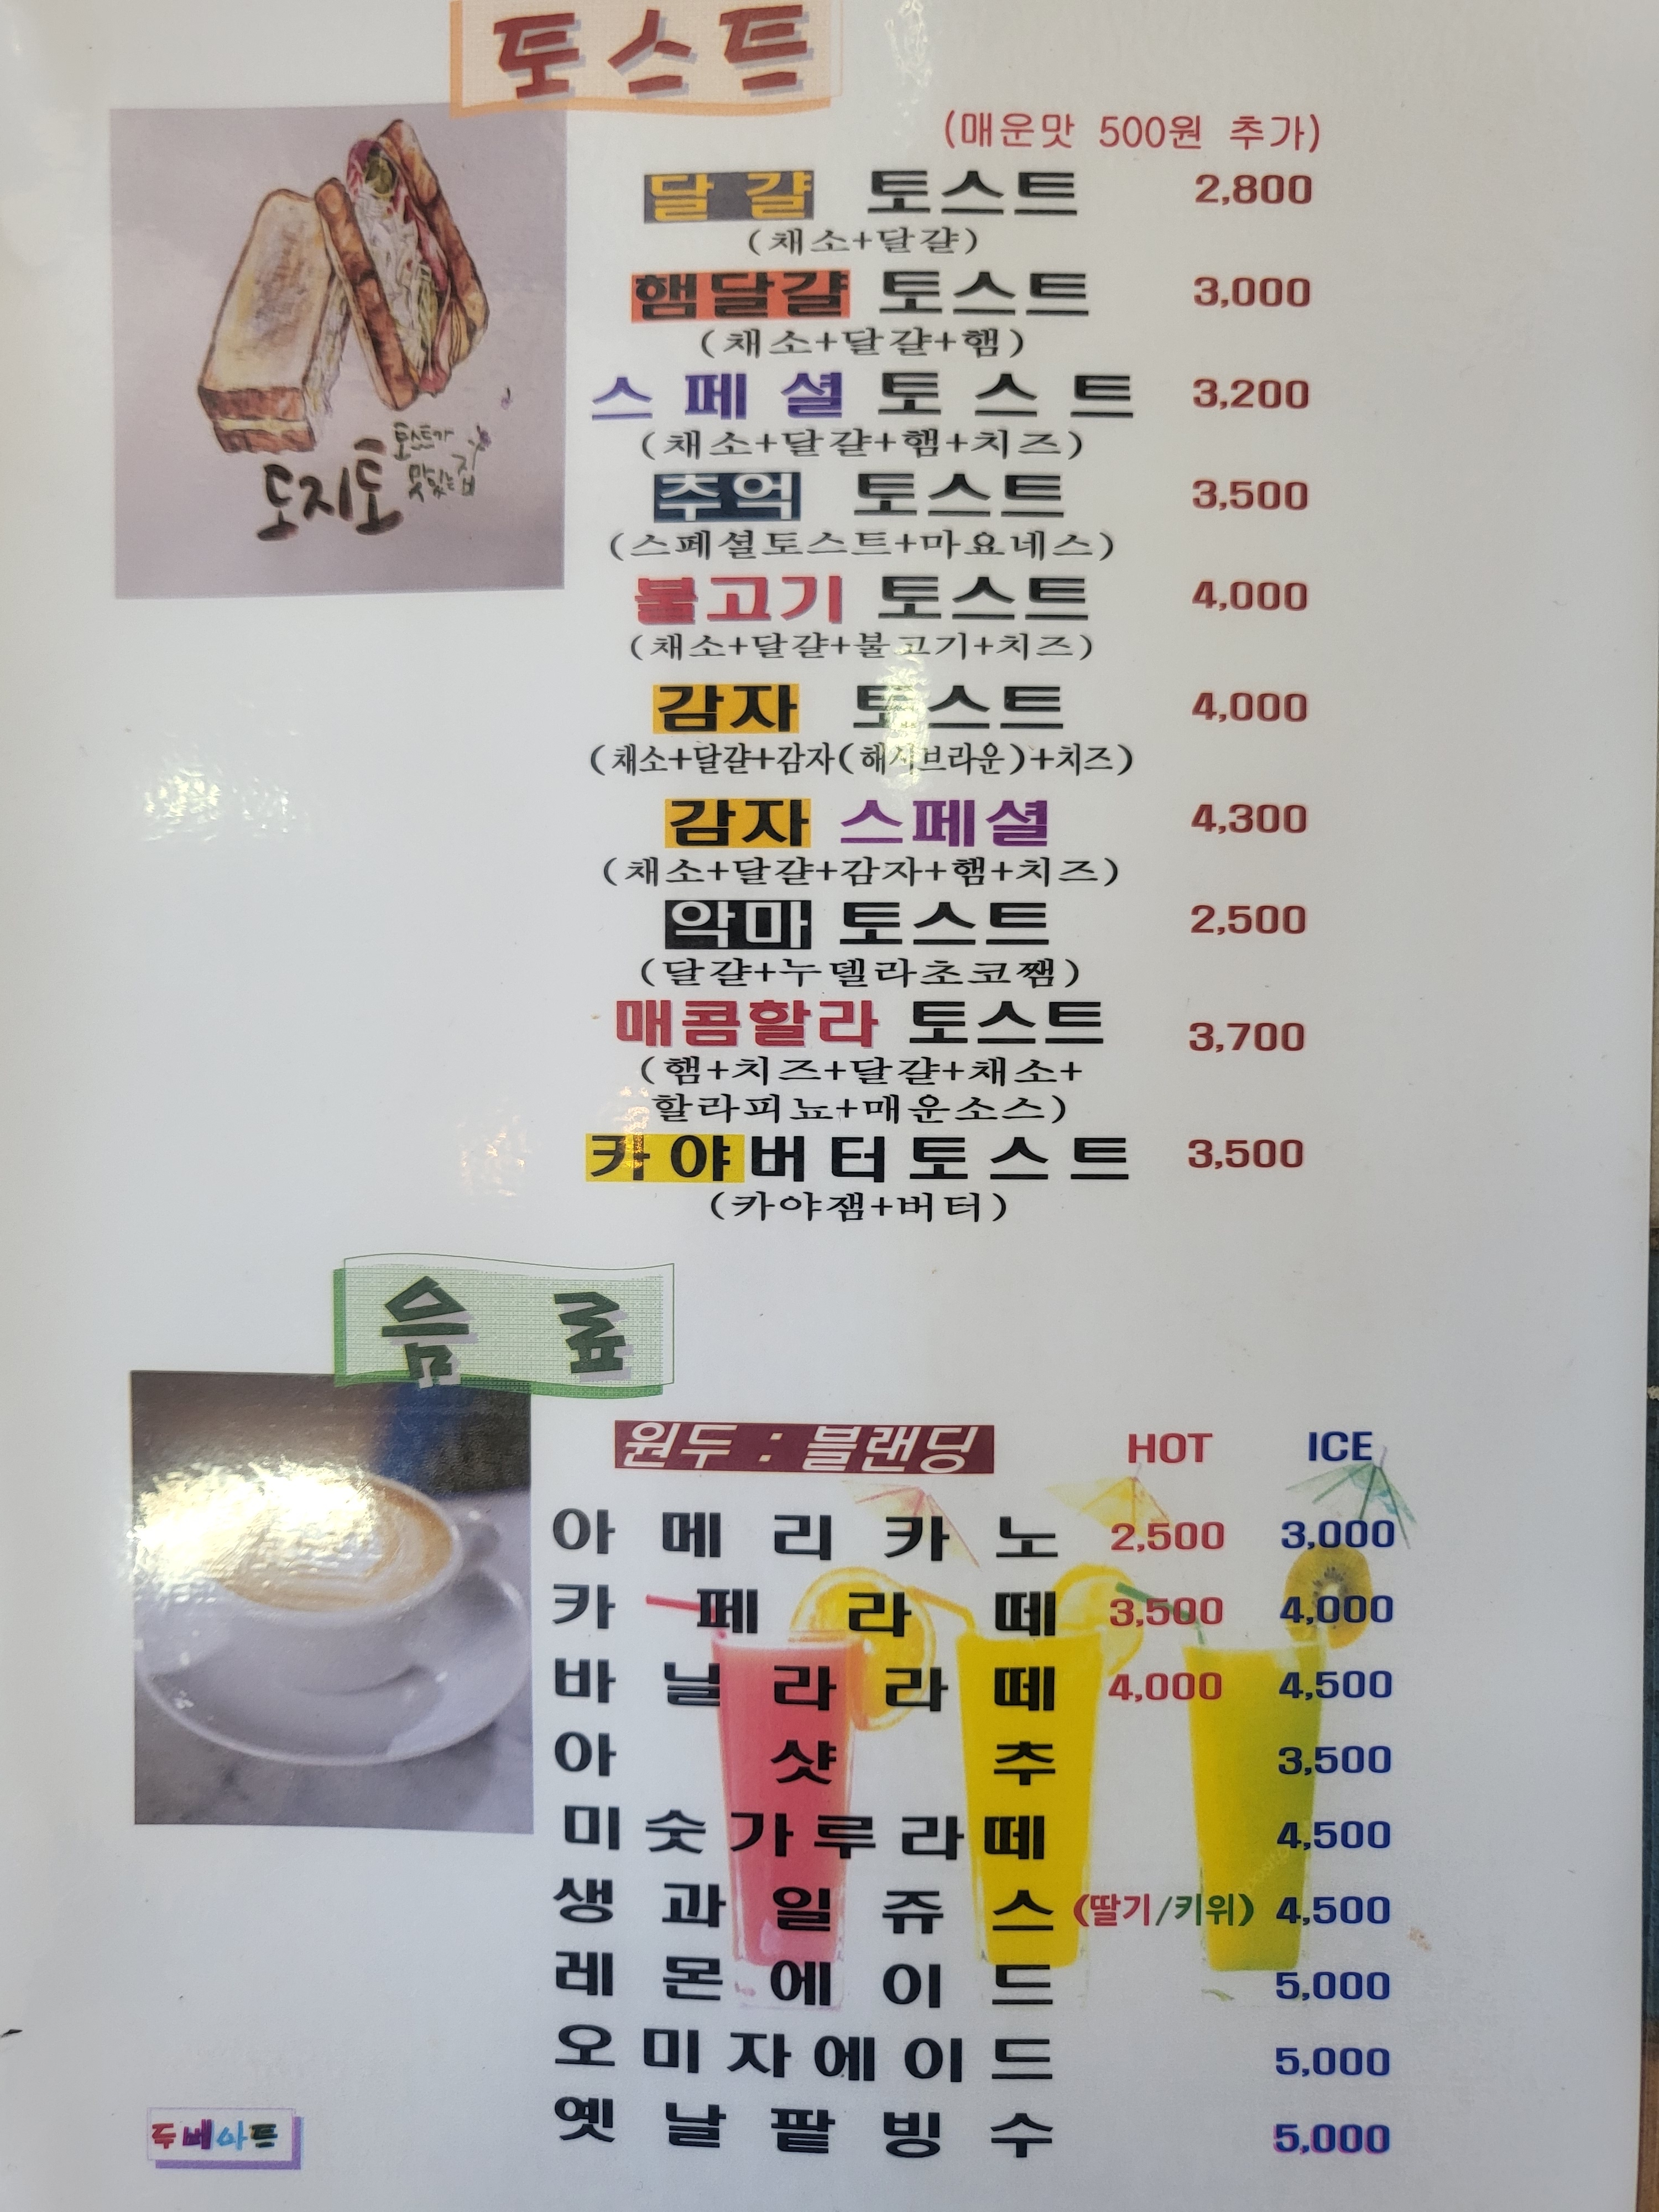 토스트
(매운맛 500원 추가)
달 걀 토스트 2,800
(채소+달걀)
햄달걀 토스트 3,000
(채소+달걀+햄)
스페셜토스트 3,200
(채소+달걀+햄+치즈)
추억 토스트 3,500
(스페셜토스트+마요네스)
불고기 토스트 4,000
(채소+달걀+불고기+치즈)
감자 토스트 4,000
(채소+달걀+감자(해시브라운)+치즈)
감자 스페셜 4,300
(채소+달걀+감자+햄+치즈)
악마 토스트 2,500
(달걀+누델라초코쨈)
매콤할라 토스트 3,700
(햄+치즈+달걀+채소+
할라피뇨+매운소스)
카야버터토스트 3,500
(카야잼+버터)
토스트가
맛있는 집
도지토
음 료
원두 : 블랜딩 HOT ICE
아메리카노 2,500 3,000
카페라떼 3,500 4,000
바닐라라떼 4,000 4,500
아샷추 3,500
미숫가루라떼 4,500
생과일쥬스 (딸기/키위) 4,500
레몬에이드 5,000
오미자에이드 5,000
옛날팥빙수 5,000
두베아트